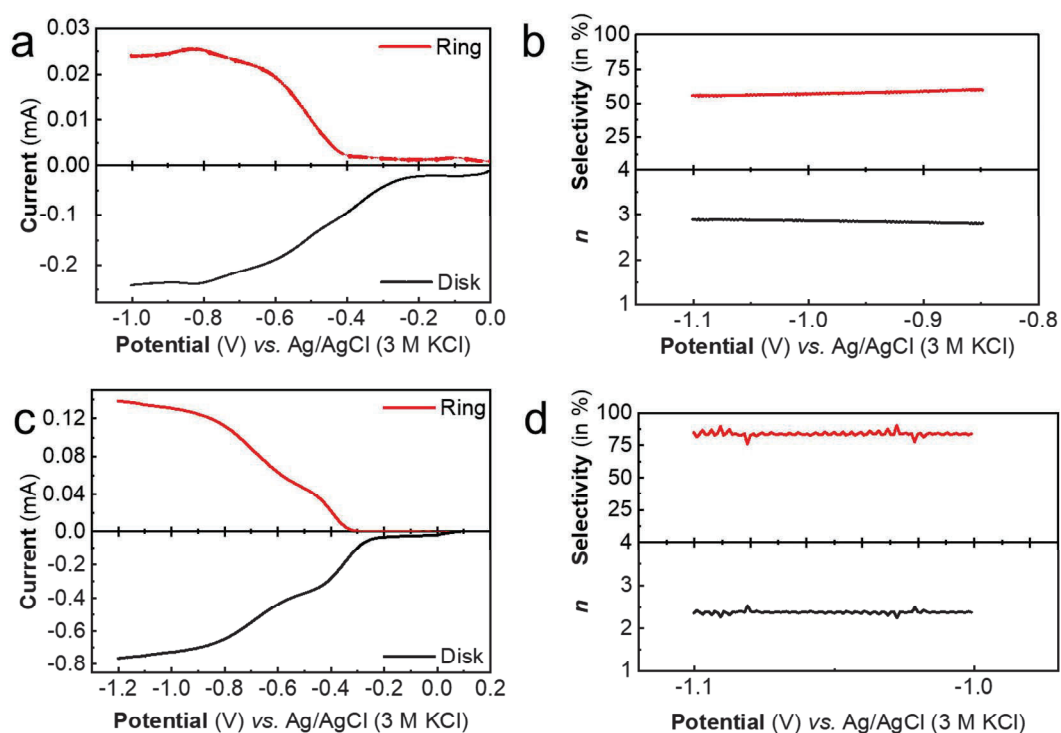 a
Current (mA)
0.03
0.02
0.01
0.00
-0.1
-0.2
Ring
Disk
-1.0 -0.8 -0.6 -0.4 -0.2 0.0
Potential (V) vs. Ag/AgCl (3 M KCl)
b
Selectivity (in %)
100
75
50
25
n
4
3
2
1
-1.1 -1.0 -0.9 -0.8
Potential (V) vs. Ag/AgCl (3 M KCl)
c
Current (mA)
0.12
0.08
0.04
0.0
-0.2
-0.4
-0.6
-0.8
Ring
Disk
-1.2 -1.0 -0.8 -0.6 -0.4 -0.2 0.0 0.2
Potential (V) vs. Ag/AgCl (3 M KCl)
d
Selectivity (in %)
100
75
50
25
n
4
3
2
1
-1.1 -1.0
Potential (V) vs. Ag/AgCl (3 M KCl)